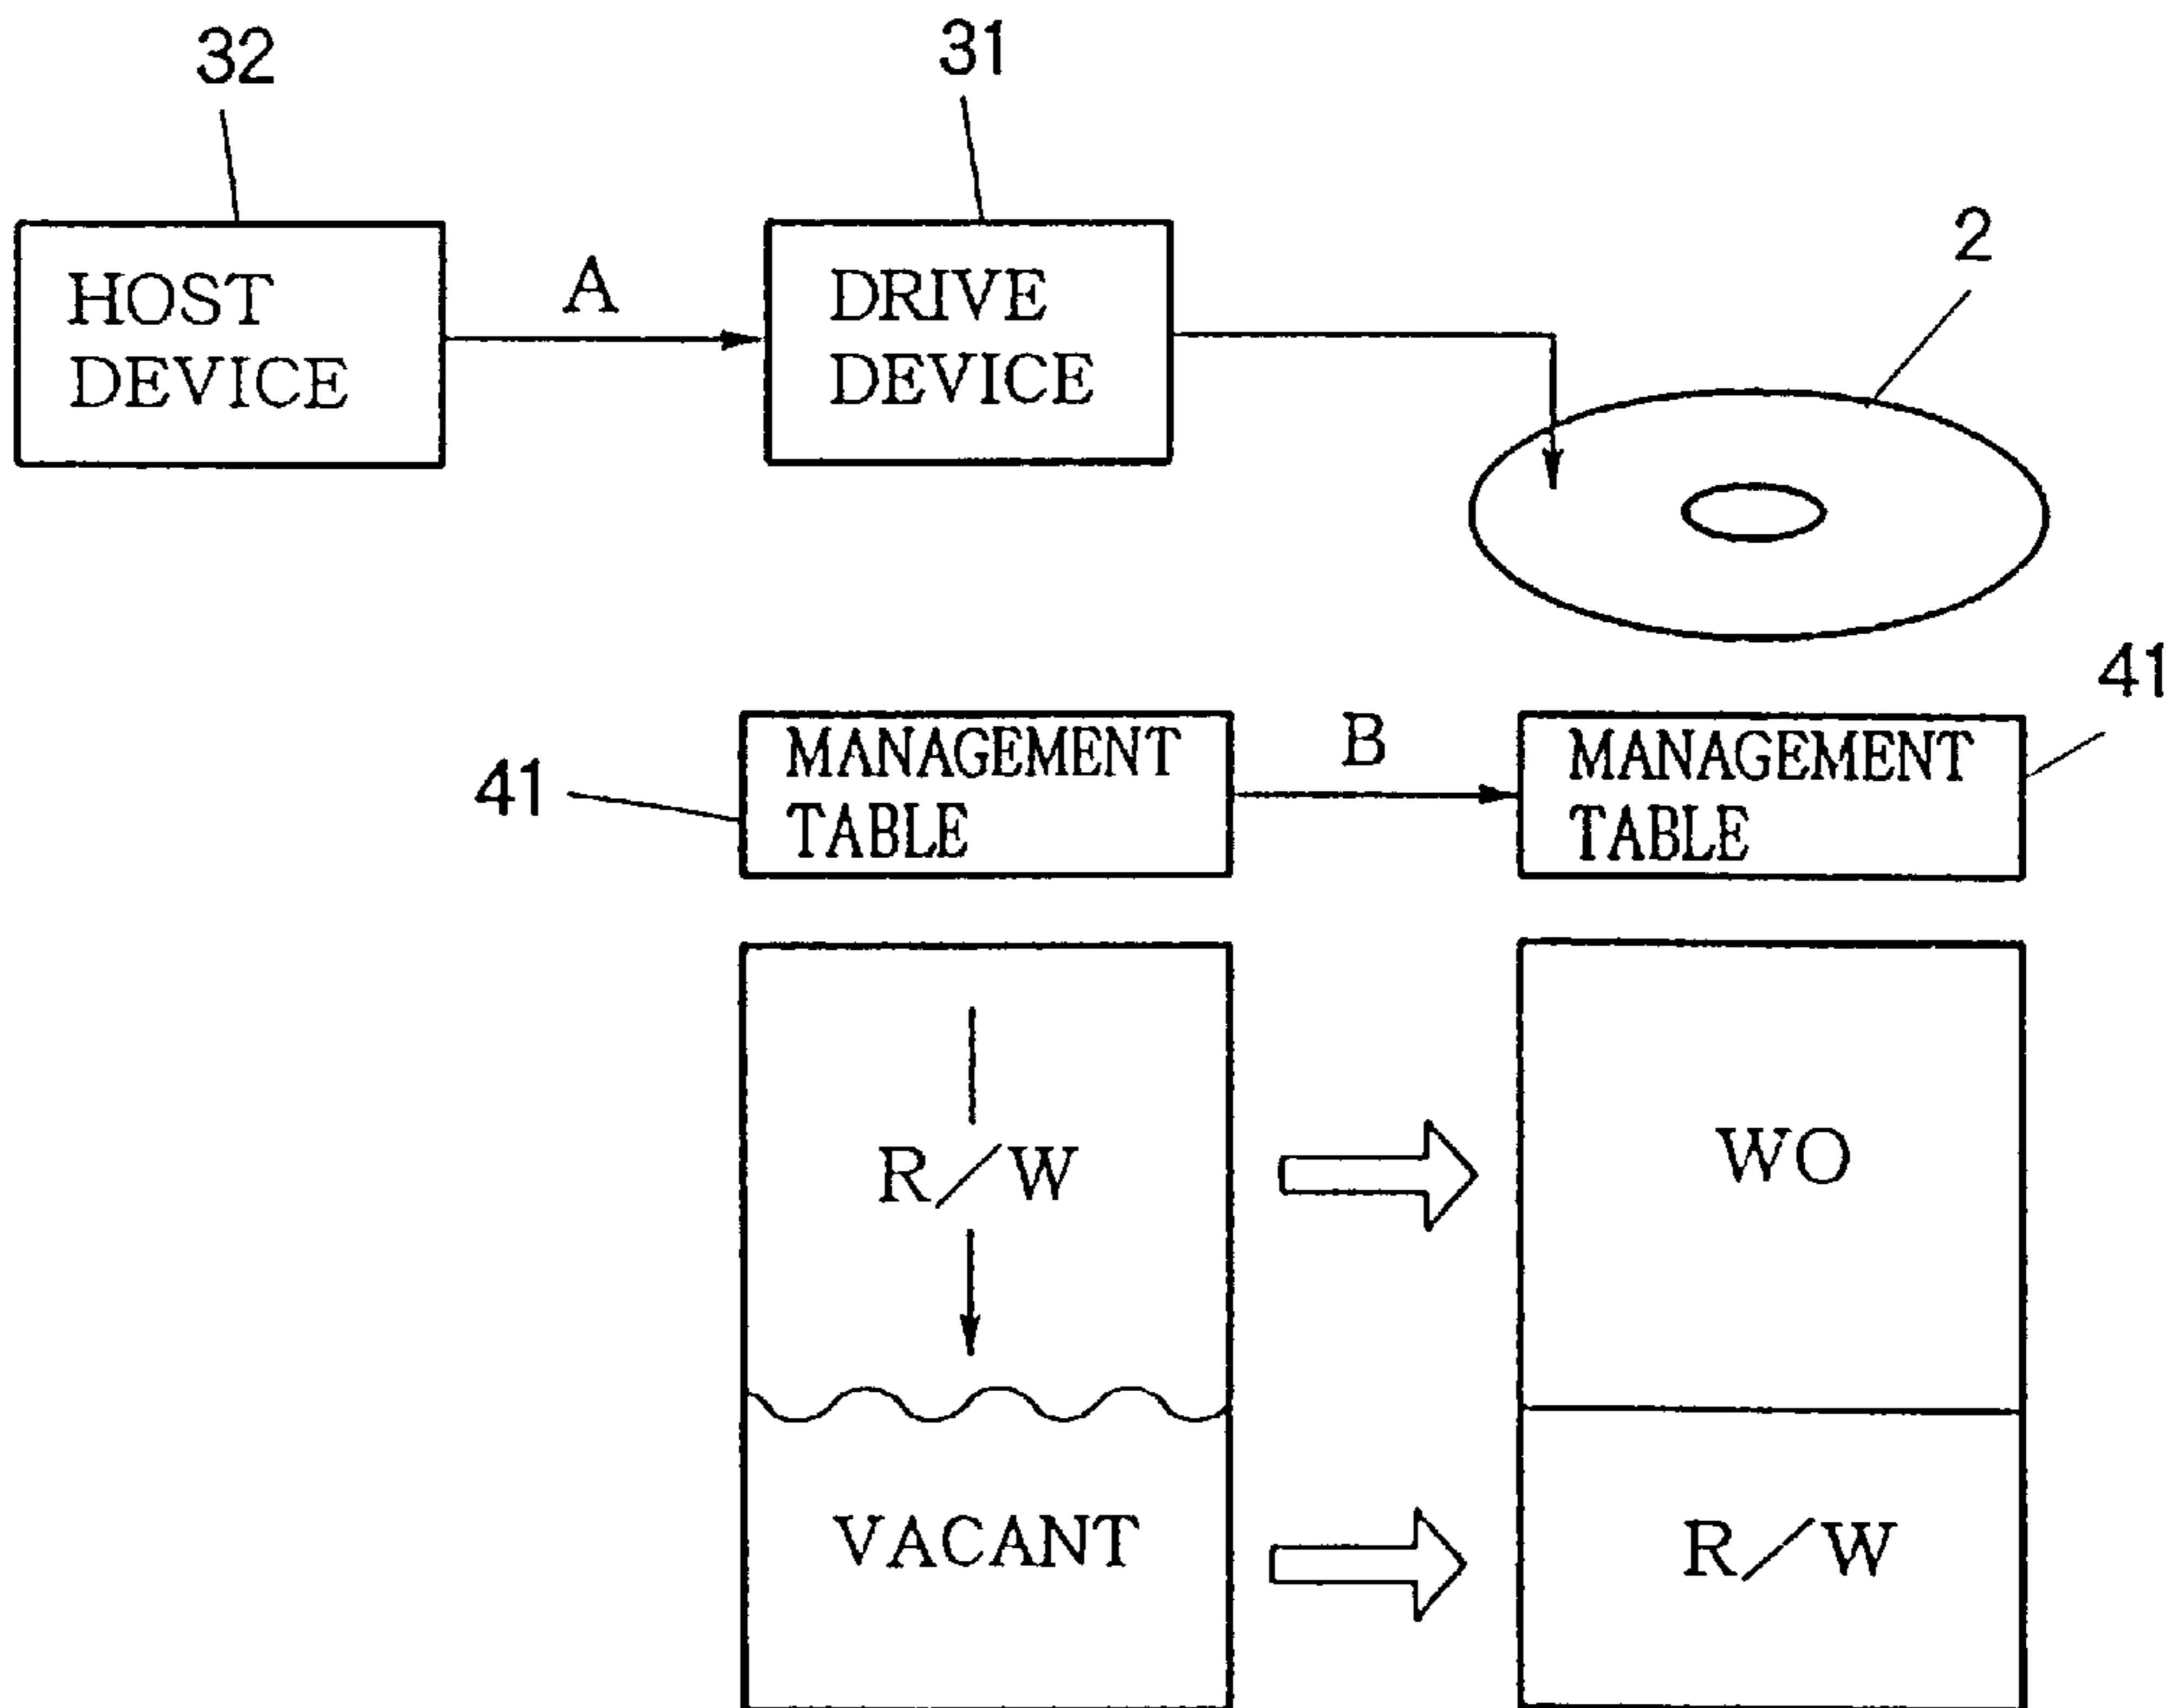 32
31
HOST
DEVICE
A
DRIVE
DEVICE
2
41
MANAGEMENT
TABLE
B
MANAGEMENT
TABLE
41
R/W
WO
VACANT
R/W